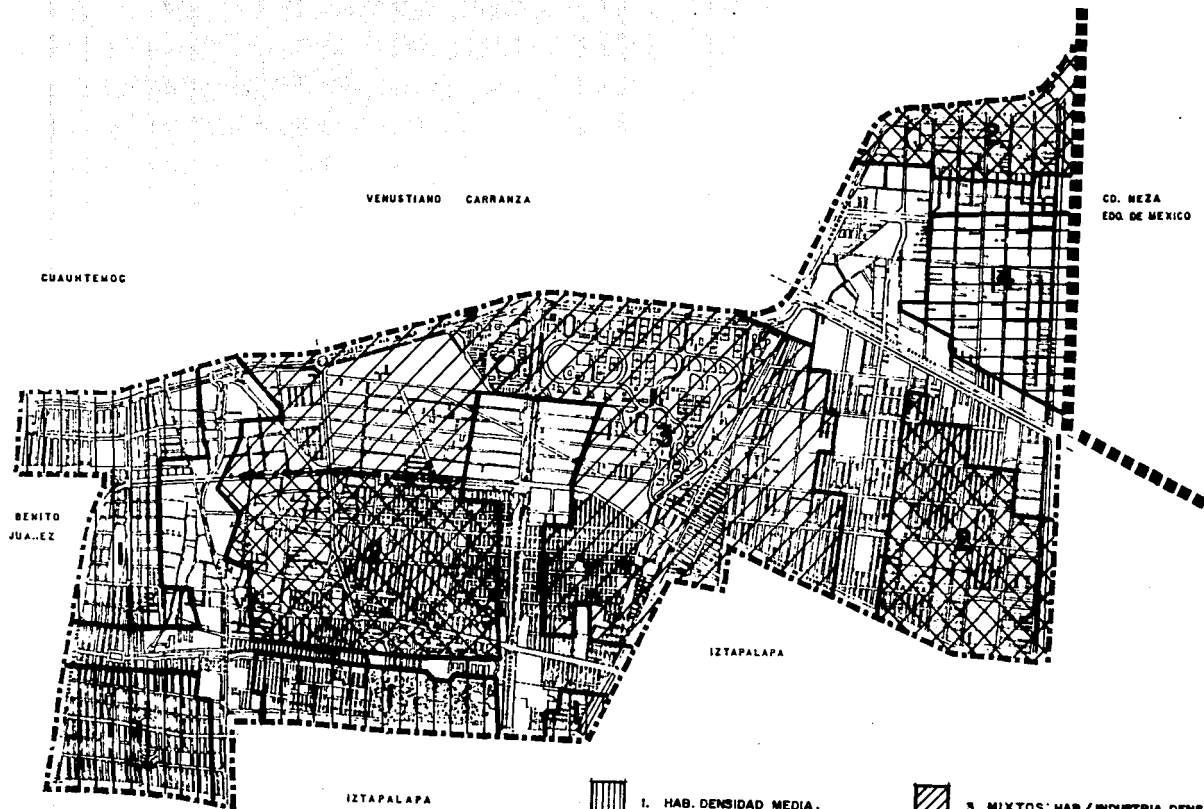 VENUSTIANO CARRANZA
CD. NEZA
EDO. DE MEXICO
CUAUHTEMOC
BENITO
IZTAPALAPA
IZTAPALAPA
1. HAB. DENSIDAD MEDIA.
3. MIXTOS: HAB./INDUSTRIA